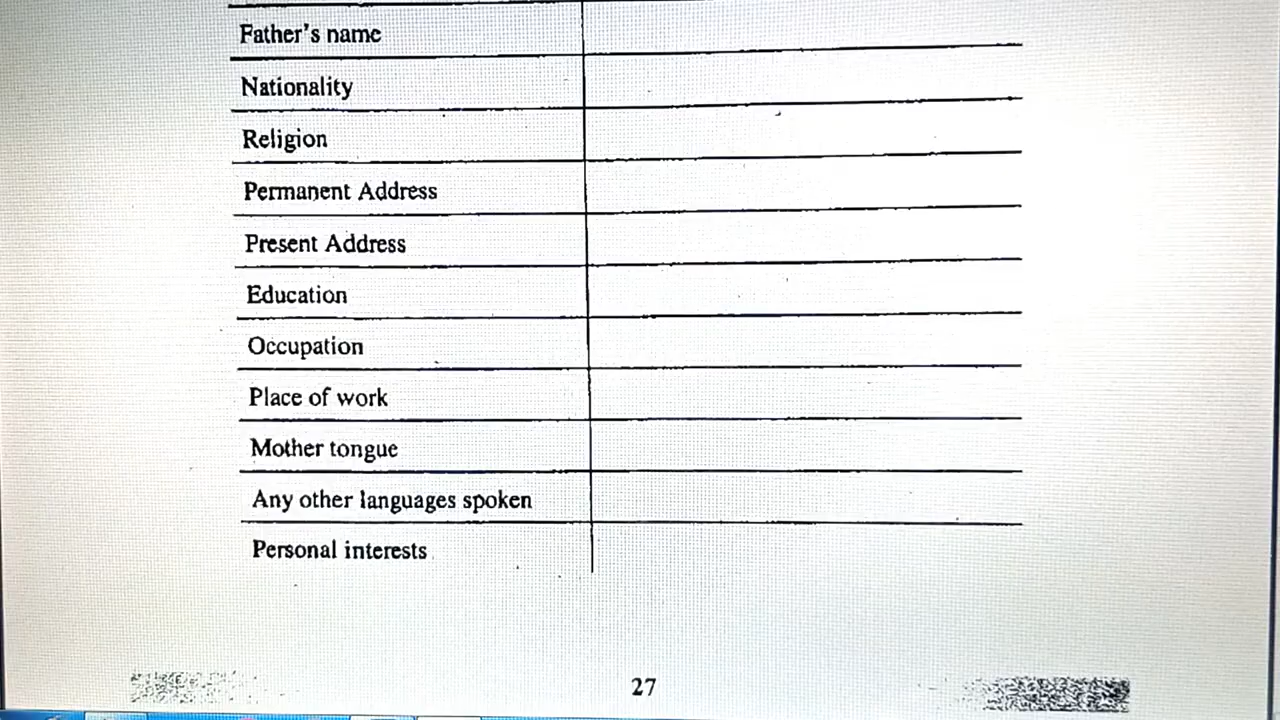 Father's name
Nationality
Religion
Permanent Address
Present Address
Education
Occupation
Place of work
Mother tongue
Any other languages spoken
Personal interests
27